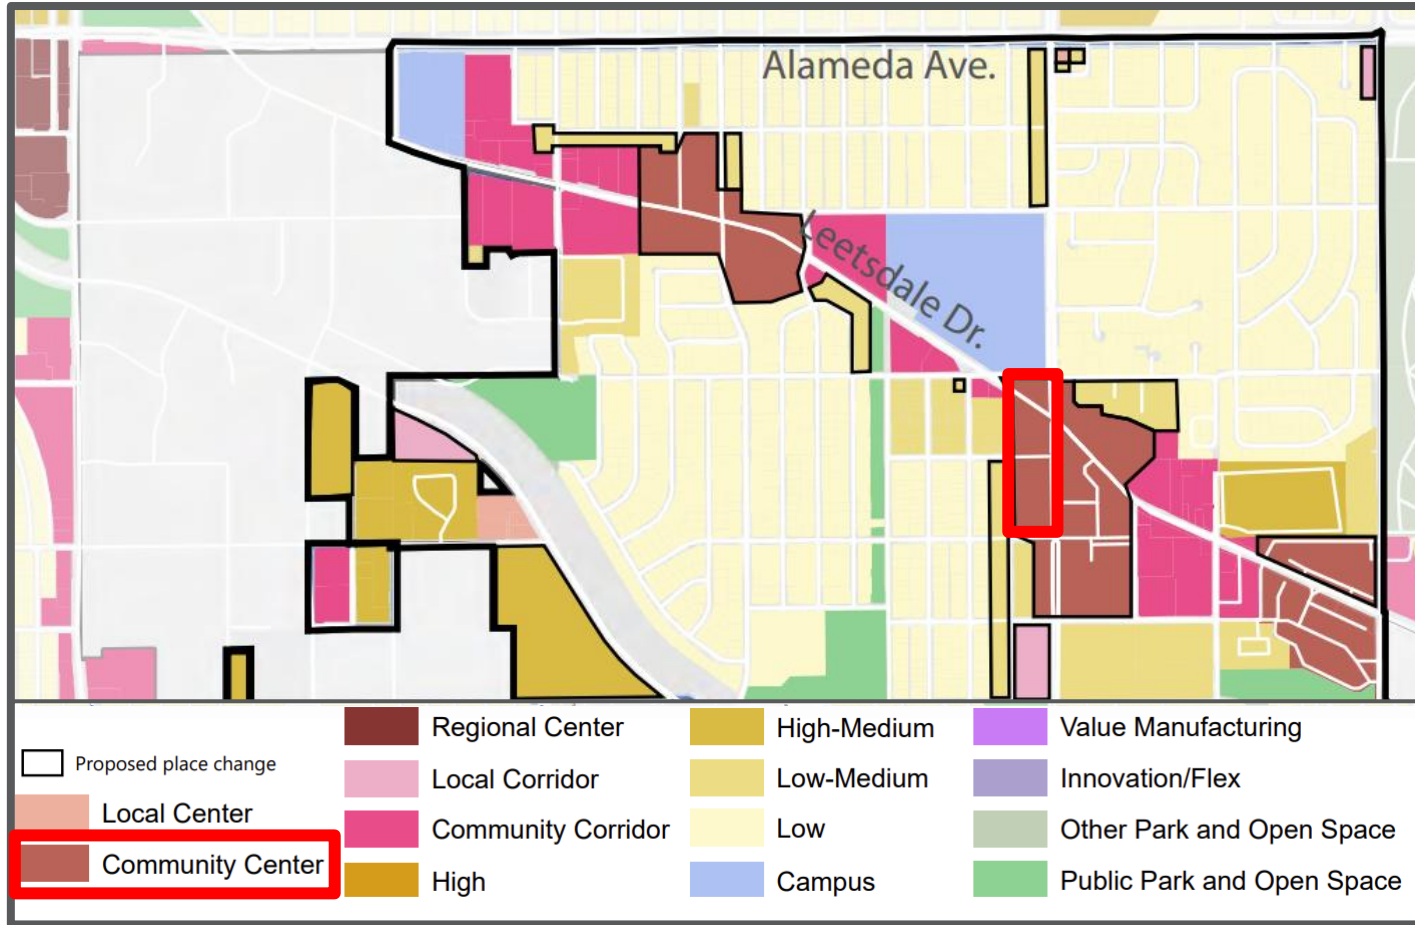 Alameda Ave.
Leetsdale Dr.
Proposed place change
Local Center
Community Center
Regional Center
Local Corridor
Community Corridor
High
High-Medium
Low-Medium
Low
Campus
Value Manufacturing
Innovation/Flex
Other Park and Open Space
Public Park and Open Space